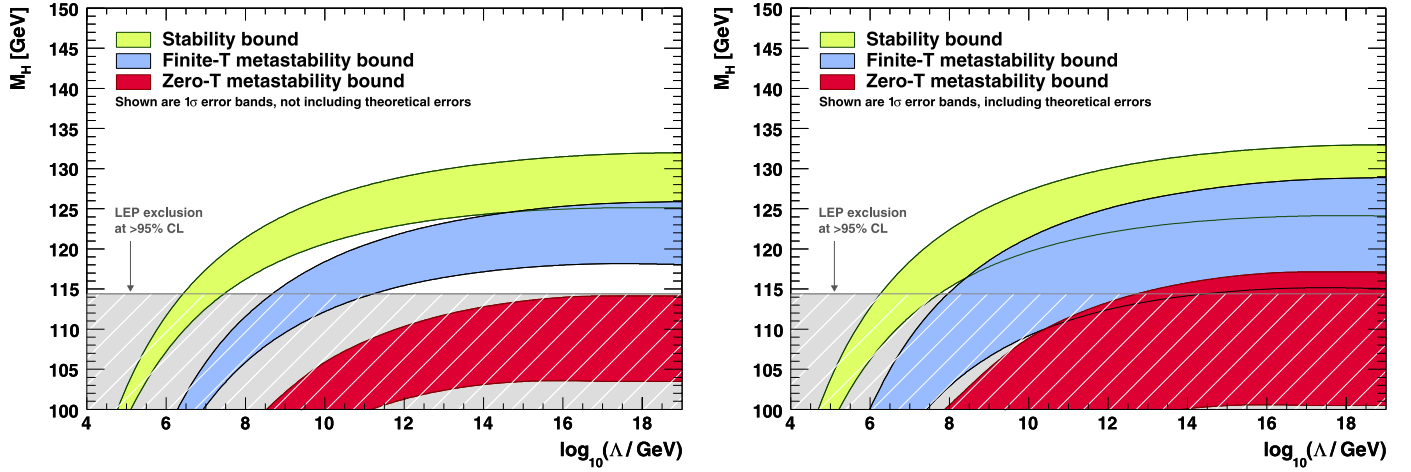 M_H [GeV]
150
145
140
135
130
125
120
115
110
105
100
Stability bound
Finite-T metastability bound
Zero-T metastability bound
Shown are 1σ error bands, not including theoretical errors
LEP exclusion
at >95% CL
4 6 8 10 12 14 16 18
log₁₀(Λ / GeV)
M_H [GeV]
150
145
140
135
130
125
120
115
110
105
100
Stability bound
Finite-T metastability bound
Zero-T metastability bound
Shown are 1σ error bands, including theoretical errors
LEP exclusion
at >95% CL
4 6 8 10 12 14 16 18
log₁₀(Λ / GeV)